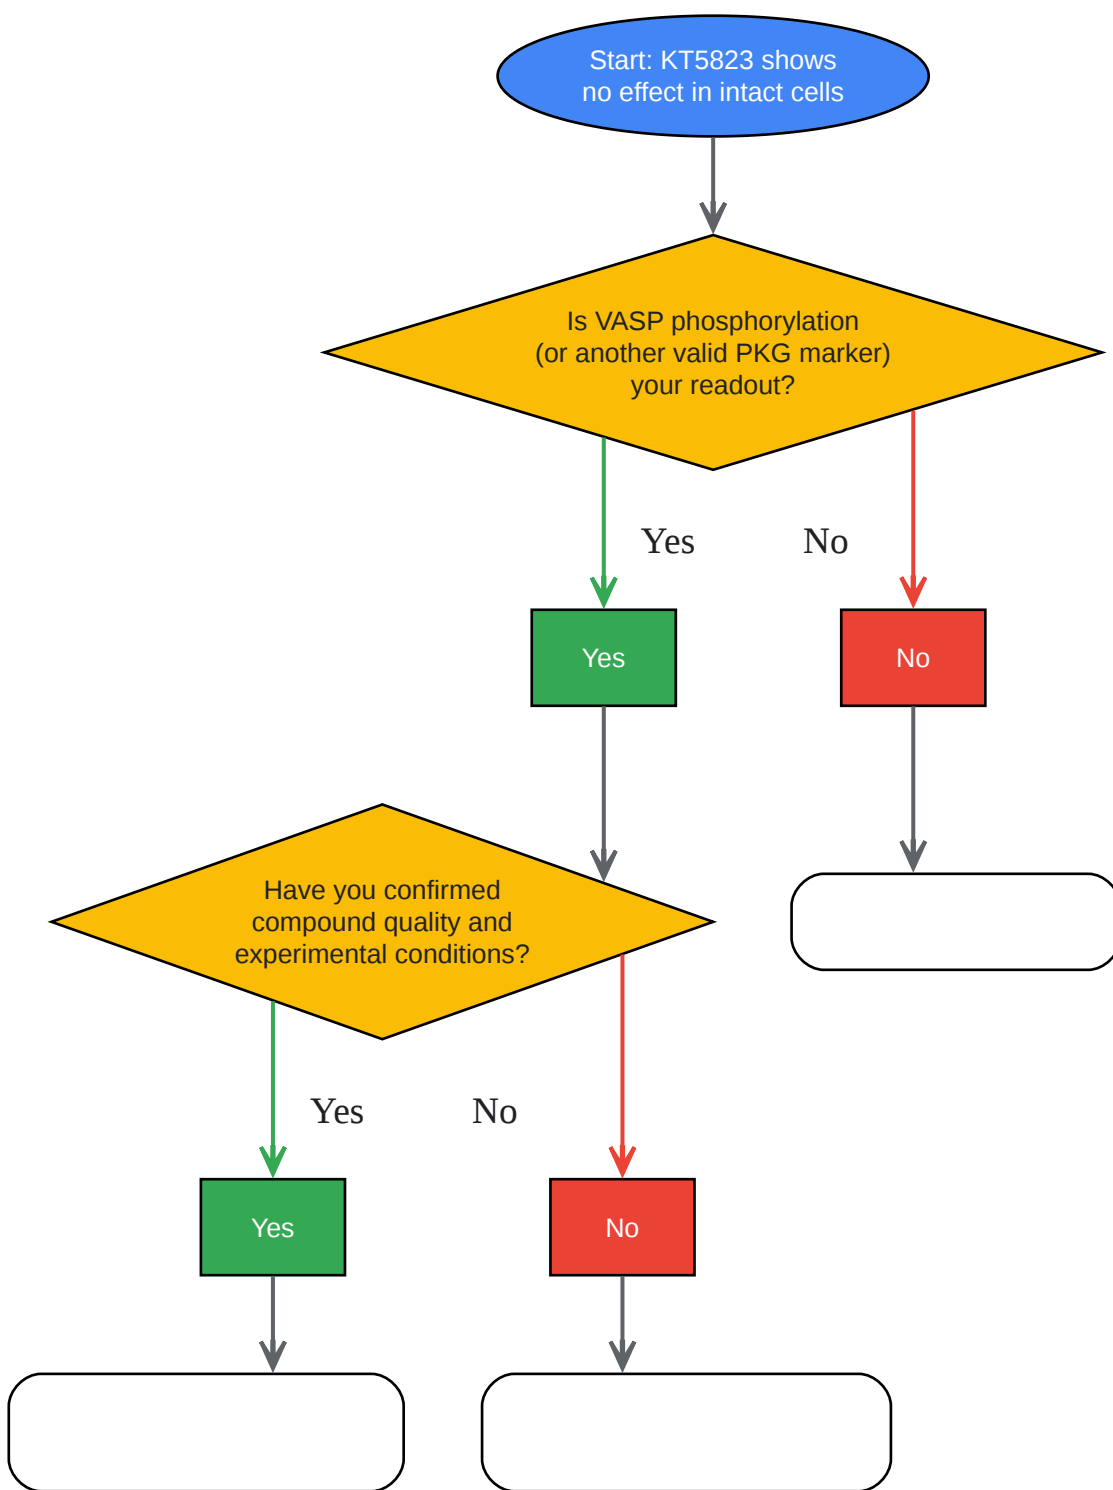 Start: KT5823 shows
no effect in intact cells
Is VASP phosphorylation
(or another valid PKG marker)
your readout?
Yes
No
Yes
No
Have you confirmed
compound quality and
experimental conditions?
Yes
No
Yes
No